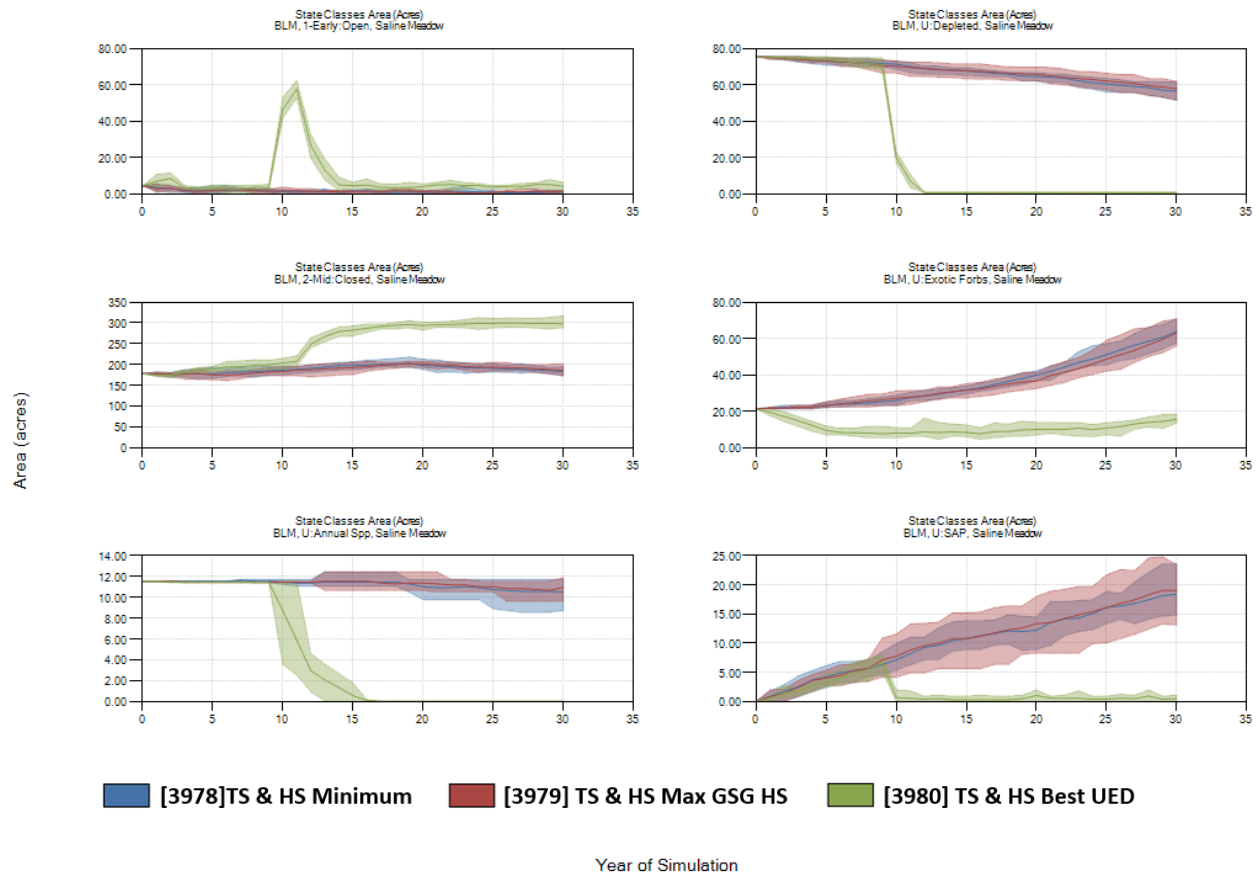 State Classes Area (Acres)
BLM, 1-Early:Open, Saline Meadow
80.00
60.00
40.00
20.00
0.00
0 5 10 15 20 25 30 35
State Classes Area (Acres)
BLM, U:Depleted, Saline Meadow
80.00
60.00
40.00
20.00
0.00
0 5 10 15 20 25 30 35
State Classes Area (Acres)
BLM, 2-Mid:Closed, Saline Meadow
350
300
250
200
150
100
50
0
0 5 10 15 20 25 30 35
State Classes Area (Acres)
BLM, U:Exotic Forbs, Saline Meadow
80.00
60.00
40.00
20.00
0.00
0 5 10 15 20 25 30 35
Area (acres)
State Classes Area (Acres)
BLM, U:Annual Spp, Saline Meadow
14.00
12.00
10.00
8.00
6.00
4.00
2.00
0.00
0 5 10 15 20 25 30 35
State Classes Area (Acres)
BLM, U:SAP, Saline Meadow
25.00
20.00
15.00
10.00
5.00
0.00
0 5 10 15 20 25 30 35
[3978]TS & HS Minimum [3979] TS & HS Max GSG HS [3980] TS & HS Best UED
Year of Simulation